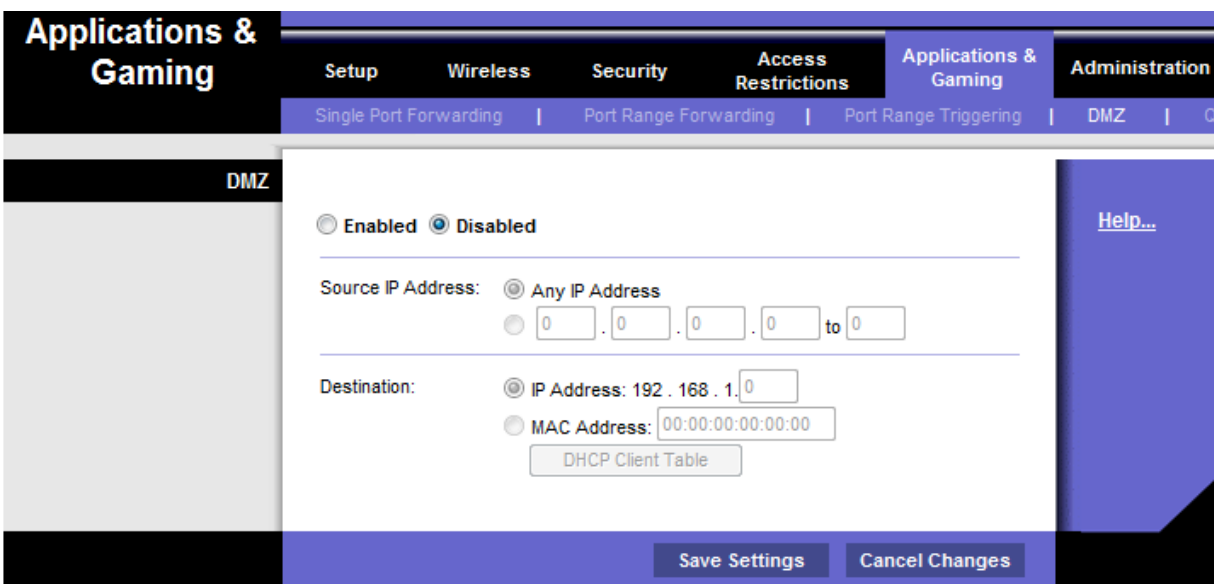 Applications &
Gaming
Setup Wireless Security Access Restrictions Applications & Gaming Administration
Single Port Forwarding | Port Range Forwarding | Port Range Triggering | DMZ |
DMZ
Enabled Disabled
Help...
Source IP Address: Any IP Address
0 . 0 . 0 . 0 to 0
Destination: IP Address: 192 . 168 . 1. 0
MAC Address: 00:00:00:00:00:00
DHCP Client Table
Save Settings Cancel Changes